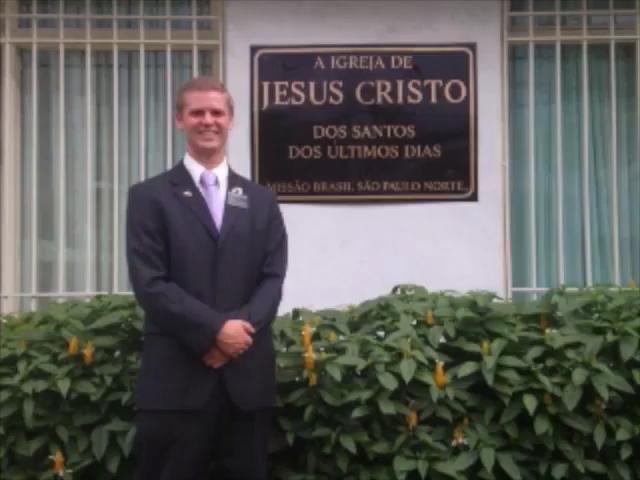 A IGREJA DE
JESUS CRISTO
DOS SANTOS
DOS ÚLTIMOS DIAS
MISSÃO BRASIL SÃO PAULO NORTE